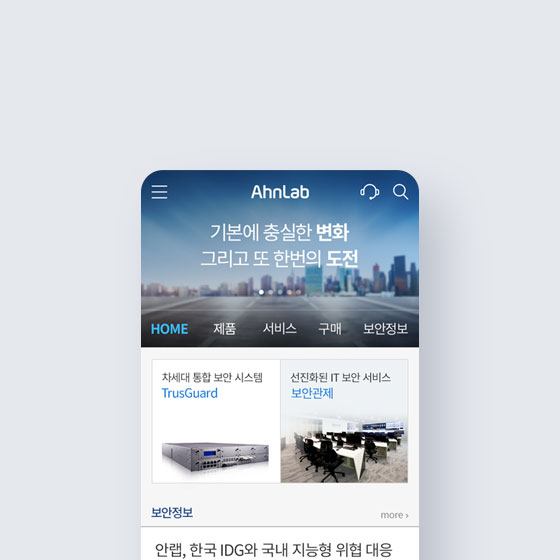 AhnLab
기본에 충실한 변화
그리고 또 한번의 도전
HOME 제품 서비스 구매 보안정보
차세대 통합 보안 시스템
TrusGuard
선진화된 IT 보안 서비스
보안관제
보안정보
more ›
안랩, 한국 IDG와 국내 지능형 위협 대응